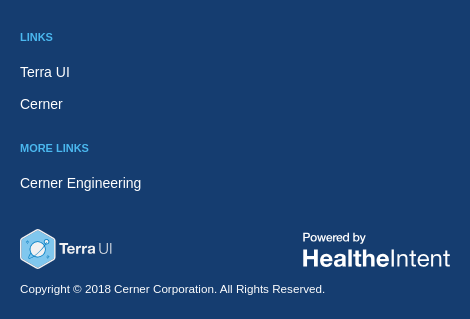 LINKS
Terra UI
Cerner
MORE LINKS
Cerner Engineering
Terra UI
Powered by
HealtheIntent
Copyright © 2018 Cerner Corporation. All Rights Reserved.